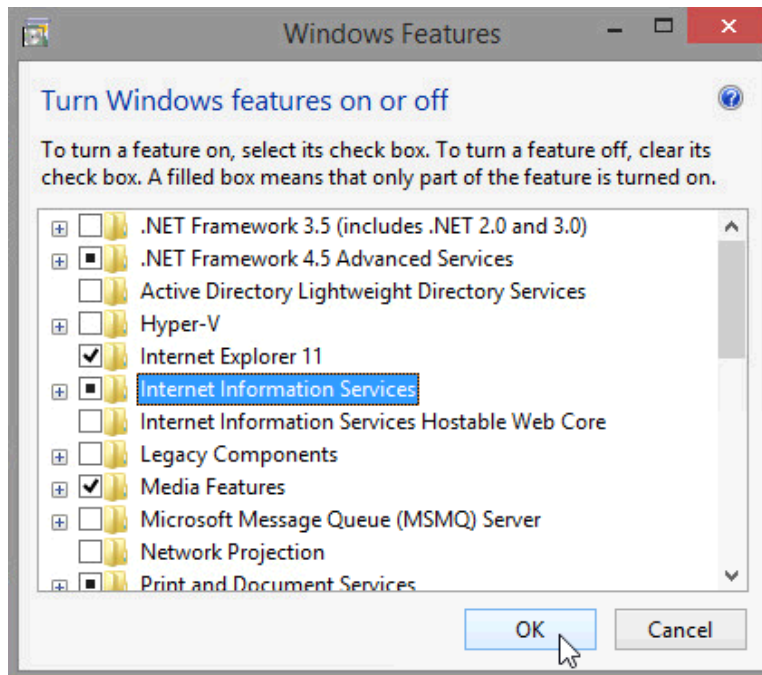 Windows Features
Turn Windows features on or off
To turn a feature on, select its check box. To turn a feature off, clear its
check box. A filled box means that only part of the feature is turned on.
.NET Framework 3.5 (includes .NET 2.0 and 3.0)
.NET Framework 4.5 Advanced Services
Active Directory Lightweight Directory Services
Hyper-V
Internet Explorer 11
Internet Information Services
Internet Information Services Hostable Web Core
Legacy Components
Media Features
Microsoft Message Queue (MSMQ) Server
Network Projection
Print and Document Services
OK Cancel